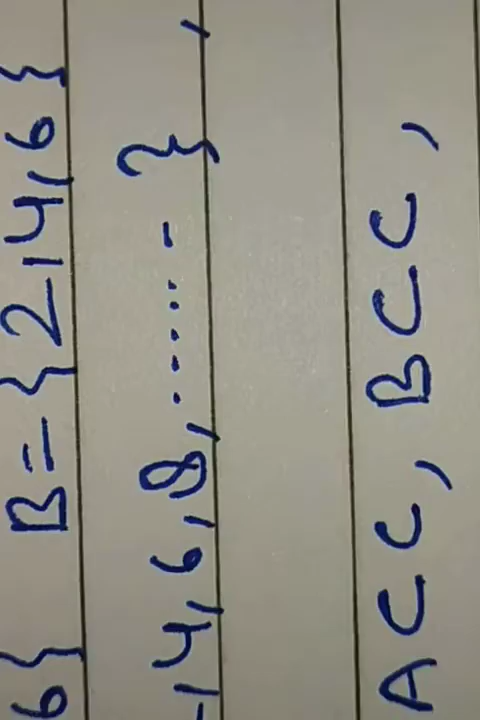 6} B={2,4,6}
4,6,8,......-},
A⊂C, B⊂C,